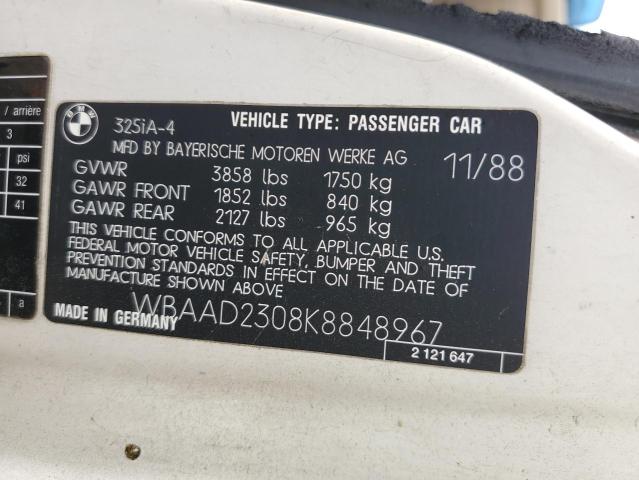 / arrière
3
psi
32
41
BMW
325iA-4
VEHICLE TYPE: PASSENGER CAR
MFD BY BAYERISCHE MOTOREN WERKE AG
11/88
GVWR 3858 lbs 1750 kg
GAWR FRONT 1852 lbs 840 kg
GAWR REAR 2127 lbs 965 kg
THIS VEHICLE CONFORMS TO ALL APPLICABLE U.S.
FEDERAL MOTOR VEHICLE SAFETY, BUMPER AND THEFT
PREVENTION STANDARDS IN EFFECT ON THE DATE OF
MANUFACTURE SHOWN ABOVE
WBAAD2308K8848967
MADE IN GERMANY
2 121 647